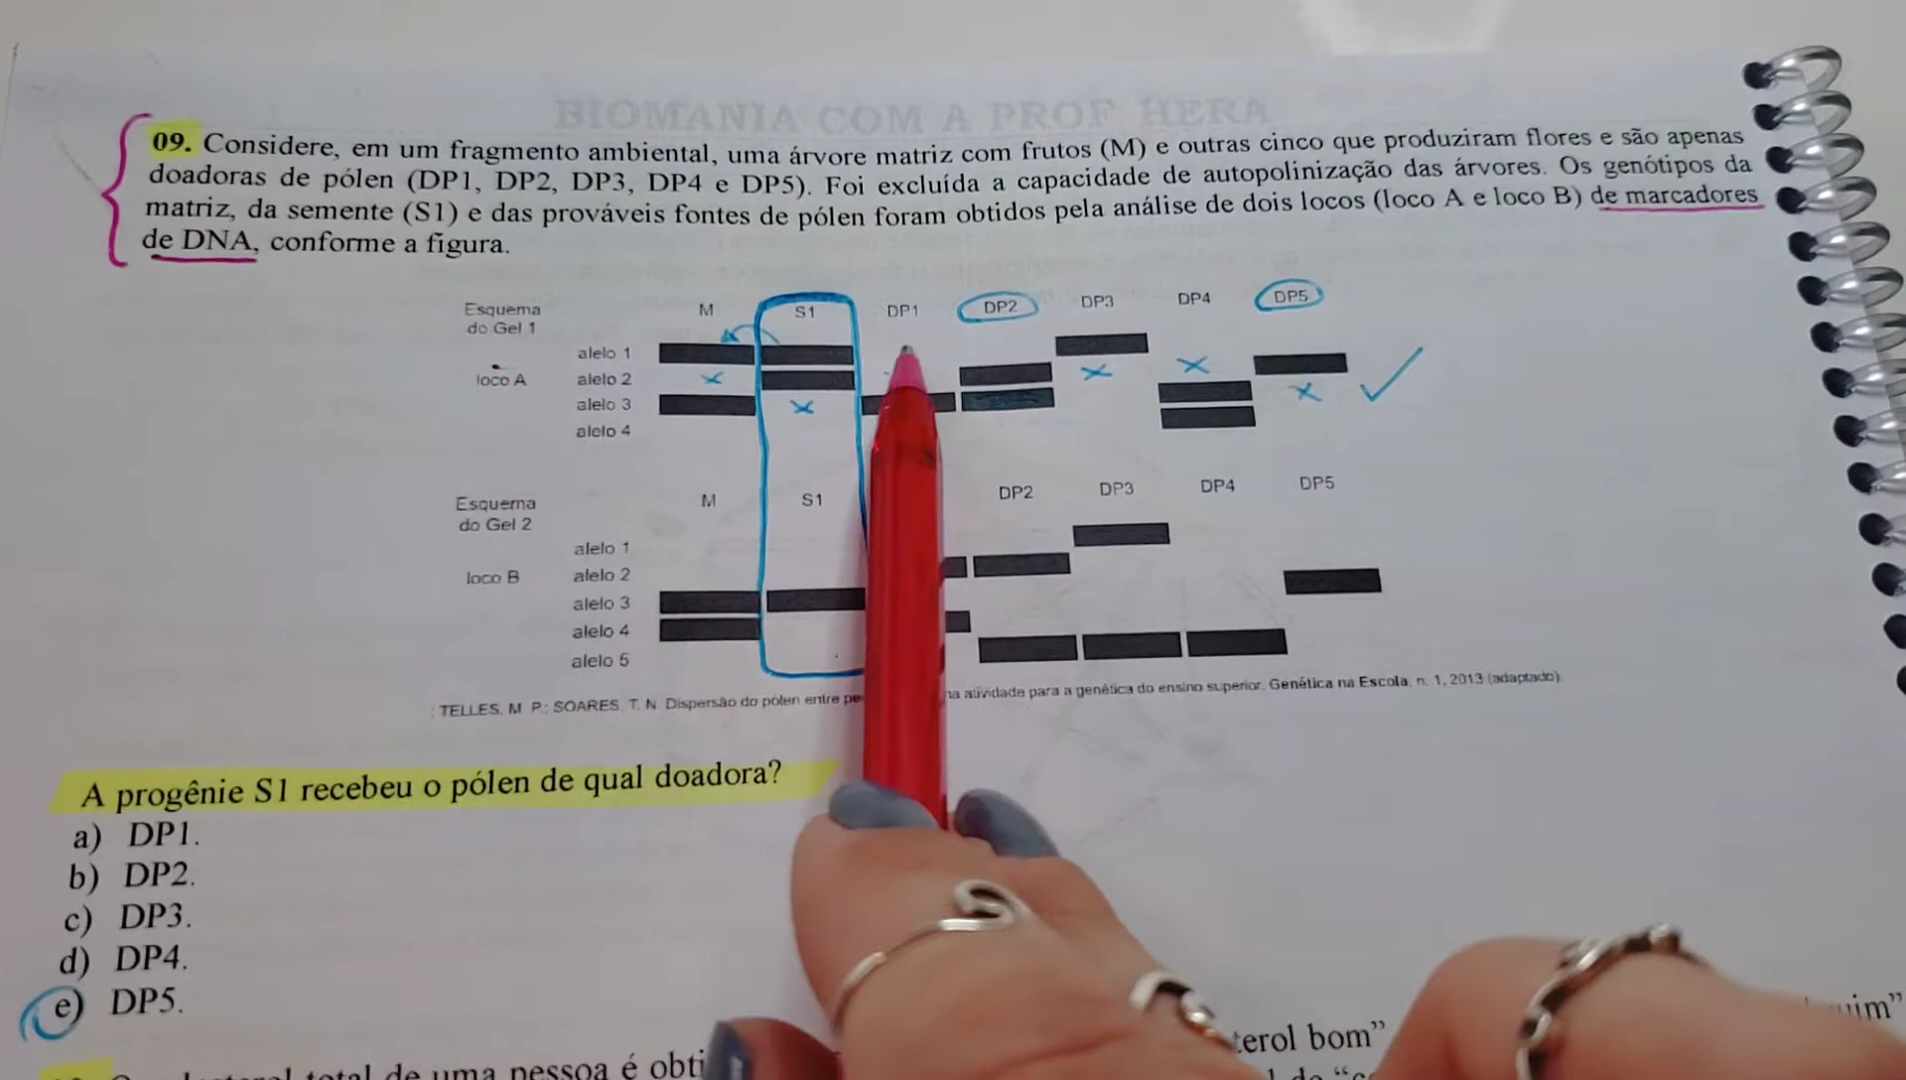 BIOMANIA COM A PROF HERA
09. Considere, em um fragmento ambiental, uma árvore matriz com frutos (M) e outras cinco que produziram flores e são apenas
doadoras de pólen (DP1, DP2, DP3, DP4 e DP5). Foi excluída a capacidade de autopolinização das árvores. Os genótipos da
matriz, da semente (S1) e das prováveis fontes de pólen foram obtidos pela análise de dois locos (loco A e loco B) de marcadores
de DNA, conforme a figura.
Esquema do Gel 1 M S1 DP1 DP2 DP3 DP4 DP5
alelo 1
loco A alelo 2
alelo 3
alelo 4
Esquema do Gel 2 M S1 DP2 DP3 DP4 DP5
alelo 1
loco B alelo 2
alelo 3
alelo 4
alelo 5
: TELLES, M. P.; SOARES, T. N. Dispersão do pólen entre atividade para a genética do ensino superior. Genética na Escola, n. 1, 2013 (adaptado)
A progênie S1 recebeu o pólen de qual doadora?
a) DP1.
b) DP2.
c) DP3.
d) DP4.
e) DP5.
terol bom”
total de uma pessoa é